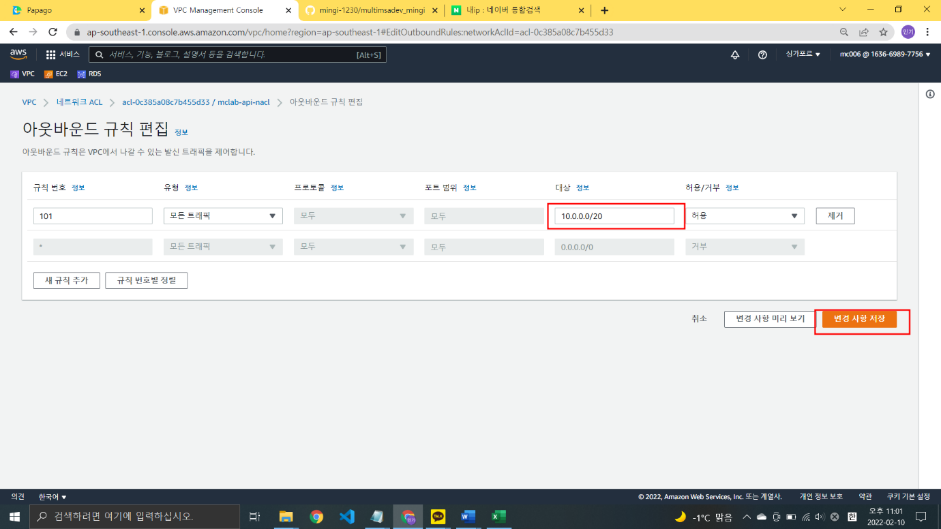 Papago
VPC Management Console
mingi-1230/multimsadev_mingi
내ip : 네이버 통합검색
ap-southeast-1.console.aws.amazon.com/vpc/home?region=ap-southeast-1#EditOutboundRules:networkAclId=acl-0c385a08c7b455d33
민기
aws
서비스
서비스, 기능, 블로그, 설명서 등을 검색합니다.
[Alt+S]
싱가포르
mc006 @ 1636-6989-7756
VPC
EC2
RDS
VPC
네트워크 ACL
acl-0c385a08c7b455d33 / mclab-api-nacl
아웃바운드 규칙 편집
아웃바운드 규칙 편집 정보
아웃바운드 규칙은 VPC에서 나갈 수 있는 발신 트래픽을 제어합니다.
규칙 번호 정보
유형 정보
프로토콜 정보
포트 범위 정보
대상 정보
허용/거부 정보
101
모든 트래픽
모두
모두
10.0.0.0/20
허용
제거
*
모든 트래픽
모두
모두
0.0.0.0/0
거부
새 규칙 추가
규칙 번호별 정렬
취소
변경 사항 미리 보기
변경 사항 저장
의견
한국어
© 2022, Amazon Web Services, Inc. 또는 계열사.
개인 정보 보호
약관
쿠키 기본 설정
검색하려면 여기에 입력하십시오.
-1°C 맑음
오후 11:01
2022-02-10